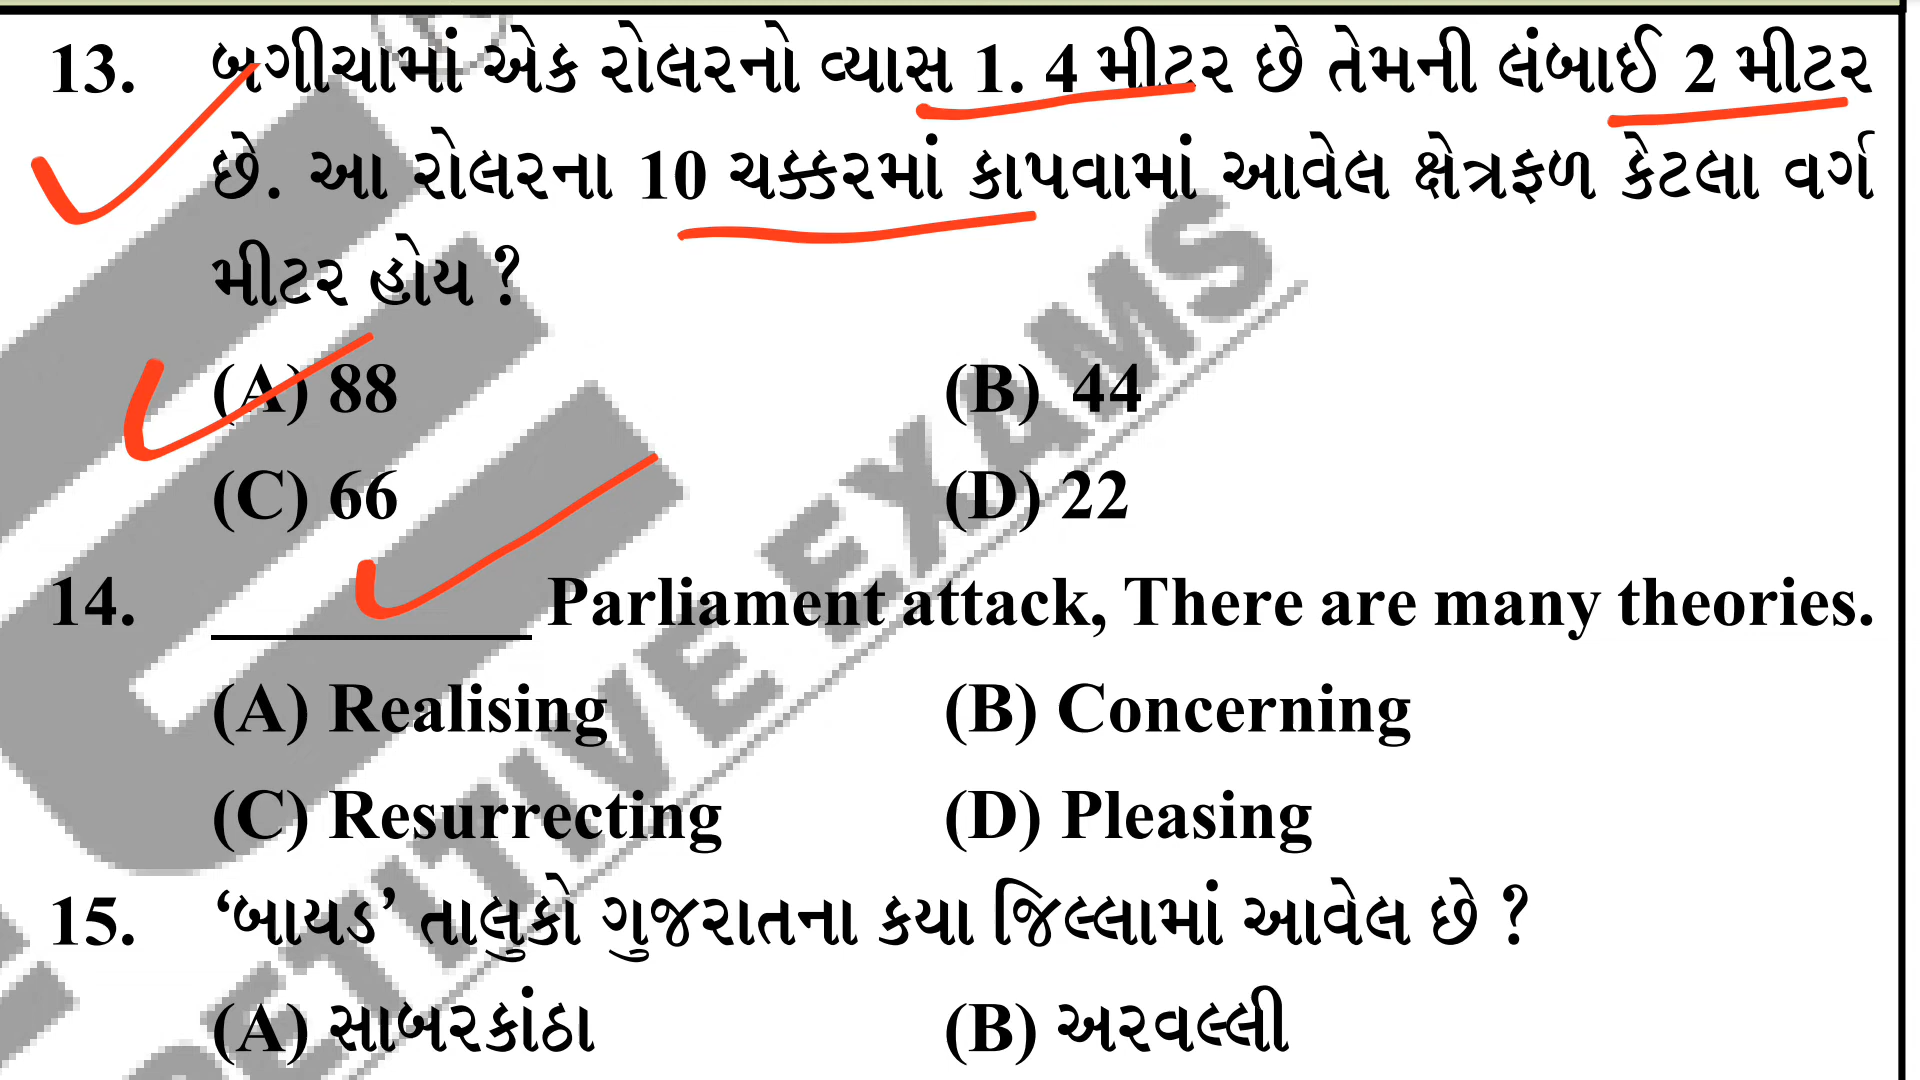 13. બગીચામાં એક રોલરનો વ્યાસ 1. 4 મીટર છે તેમની લંબાઈ 2 મીટર
છે. આ રોલરના 10 ચક્કરમાં કાપવામાં આવેલ ક્ષેત્રફળ કેટલા વર્ગ
મીટર હોય ?
(A) 88 (B) 44
(C) 66 (D) 22
14. __________ Parliament attack, There are many theories.
(A) Realising (B) Concerning
(C) Resurrecting (D) Pleasing
15. ‘બાયડ’ તાલુકો ગુજરાતના કયા જિલ્લામાં આવેલ છે ?
(A) સાબરકાંઠા (B) અરવલ્લી
EXAMS